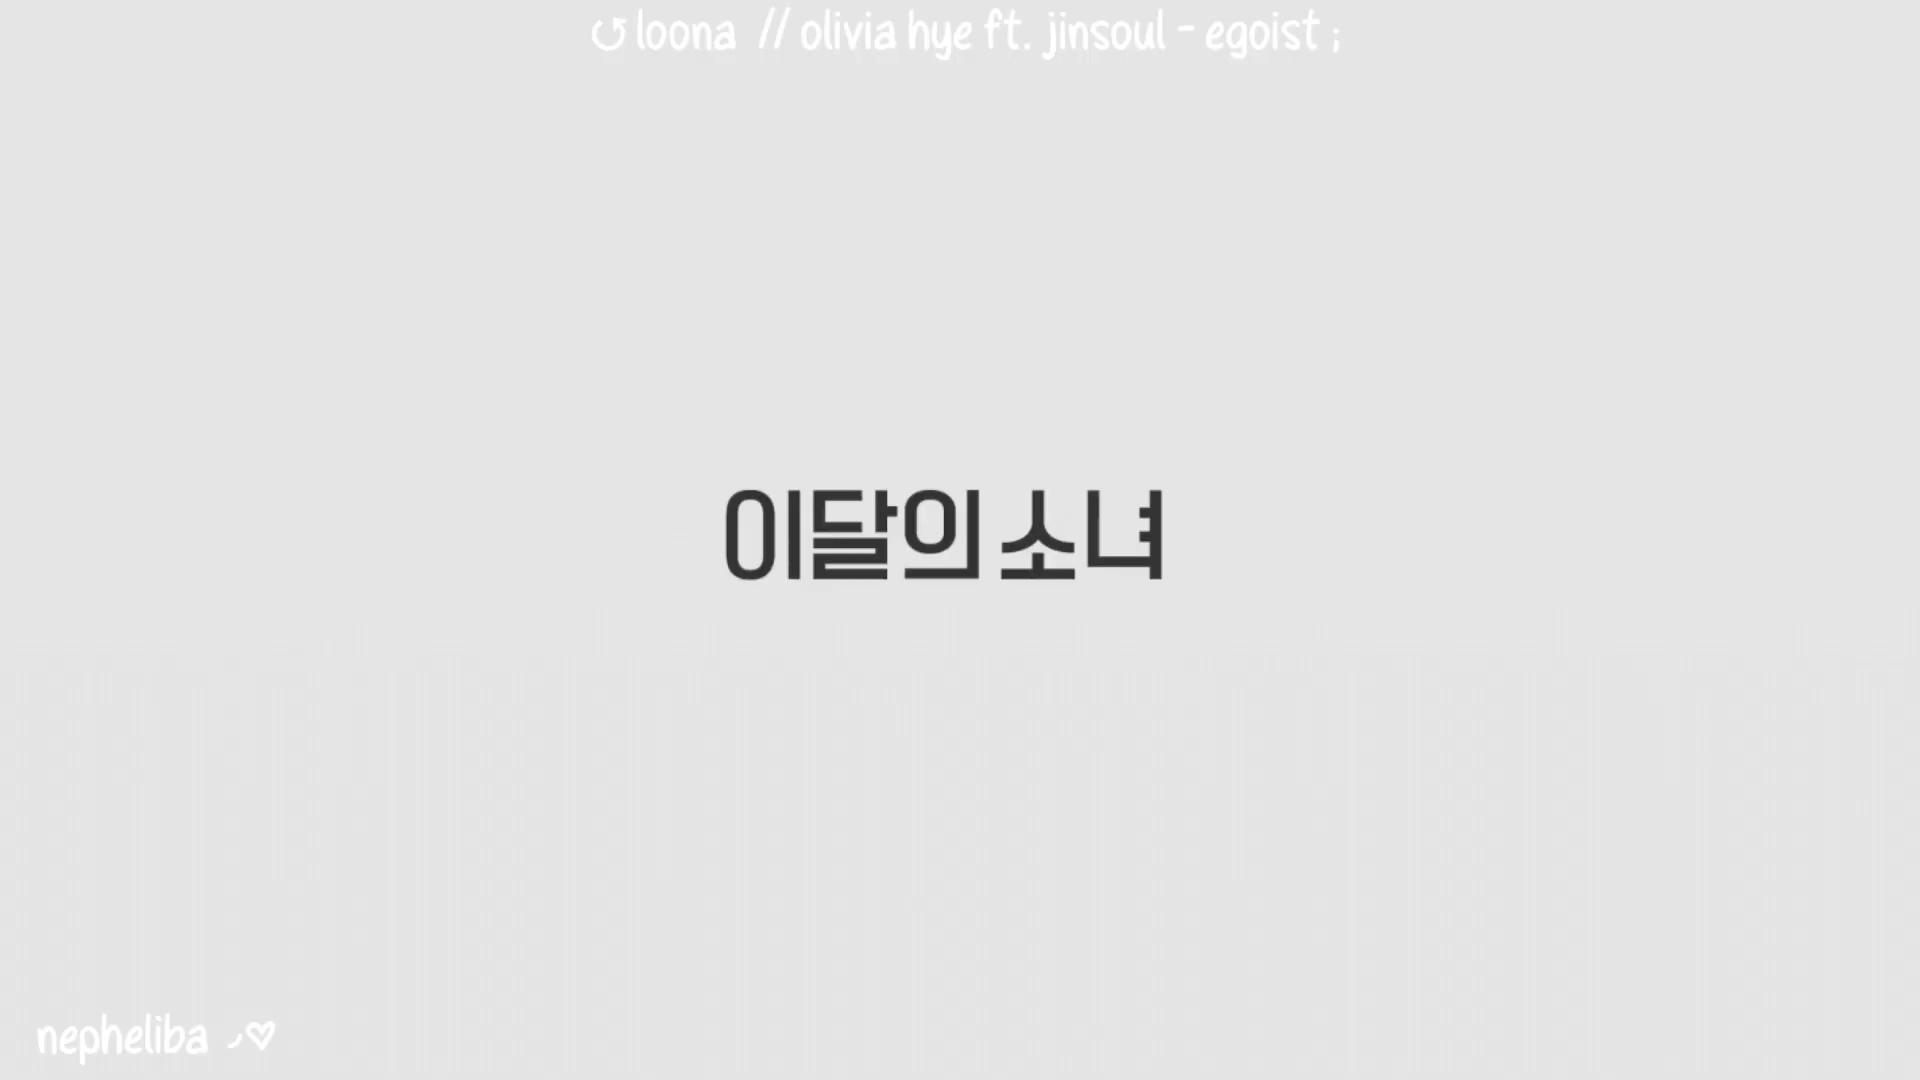 ↺ loona // olivia hye ft. jinsoul - egoist ;
이달의 소녀
nepheliba ◞♡